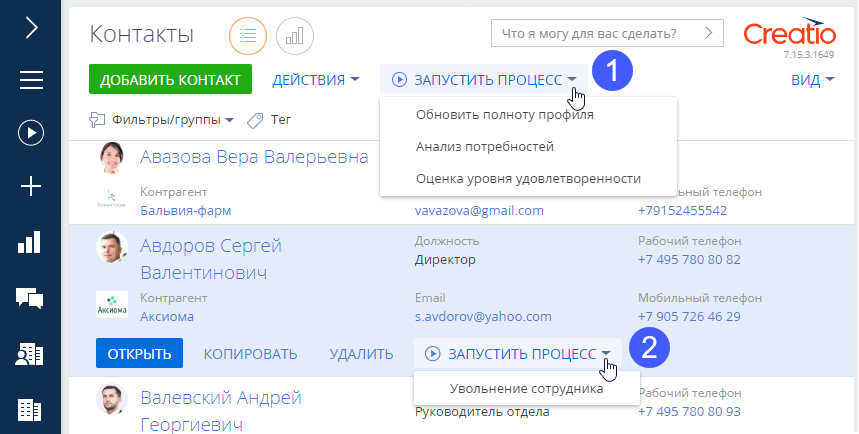 Контакты
Что я могу для вас сделать?
Creatio
7.15.3.1649
ДОБАВИТЬ КОНТАКТ
ДЕЙСТВИЯ
ЗАПУСТИТЬ ПРОЦЕСС
1
ВИД
Обновить полноту профиля
Анализ потребностей
Оценка уровня удовлетворенности
Фильтры/группы
Тег
Авазова Вера Валерьевна
Контрагент
Бальвия-фарм
vavazova@gmail.com
бильный телефон
+79152455542
Авдоров Сергей
Валентинович
Должность
Директор
Рабочий телефон
+7 495 780 80 82
Контрагент
Аксиома
Аксиома
Email
s.avdorov@yahoo.com
Мобильный телефон
+7 905 726 46 29
ОТКРЫТЬ
КОПИРОВАТЬ
УДАЛИТЬ
ЗАПУСТИТЬ ПРОЦЕСС
2
Увольнение сотрудника
Валевский Андрей
Георгиевич
Руководитель отдела
Рабочий телефон
+7 495 780 80 93